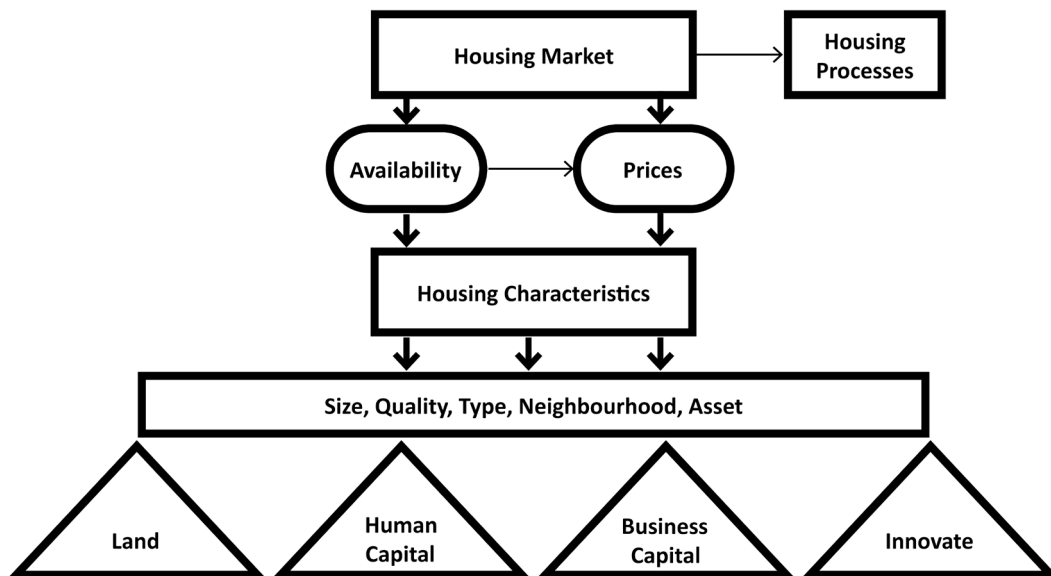 Housing Market
Housing
Processes
Availability
Prices
Housing Characteristics
Size, Quality, Type, Neighbourhood, Asset
Land
Human
Capital
Business
Capital
Innovate